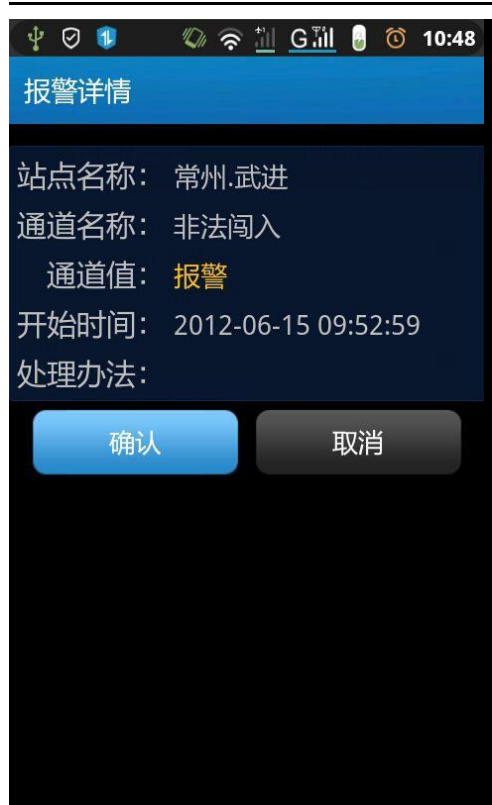 G 10:48
报警详情
站点名称： 常州.武进
通道名称： 非法闯入
通道值： 报警
开始时间： 2012-06-15 09:52:59
处理办法：
确认 取消